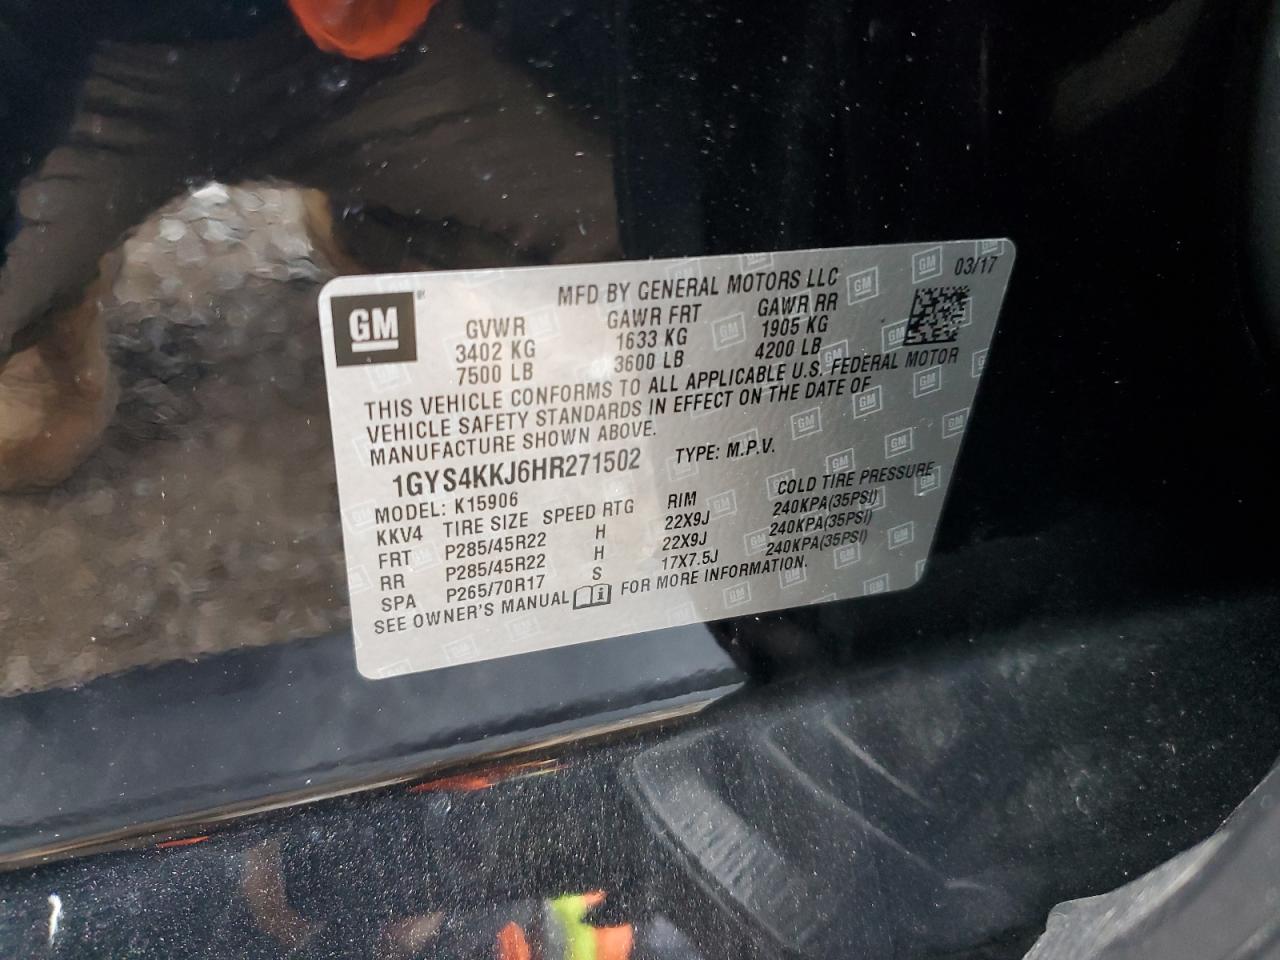 GM
MFD BY GENERAL MOTORS LLC 03/17
GVWR GAWR FRT GAWR RR
3402 KG 1633 KG 1905 KG
7500 LB 3600 LB 4200 LB
THIS VEHICLE CONFORMS TO ALL APPLICABLE U.S. FEDERAL MOTOR
VEHICLE SAFETY STANDARDS IN EFFECT ON THE DATE OF
MANUFACTURE SHOWN ABOVE.
1GYS4KKJ6HR271502 TYPE: M.P.V.
MODEL: K15906
KKV4 TIRE SIZE SPEED RTG RIM COLD TIRE PRESSURE
FRT P285/45R22 H 22X9J 240KPA(35PSI)
RR P285/45R22 H 22X9J 240KPA(35PSI)
SPA P265/70R17 S 17X7.5J 240KPA(35PSI)
SEE OWNER'S MANUAL FOR MORE INFORMATION.